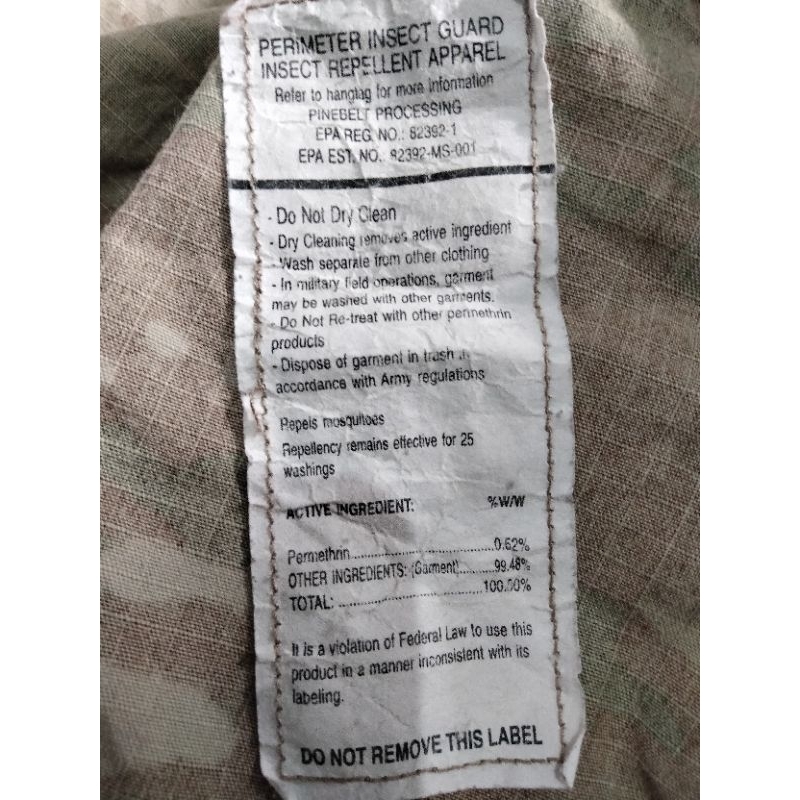 PERIMETER INSECT GUARD
INSECT REPELLENT APPAREL
Refer to hangtag for more information
PINEBELT PROCESSING
EPA REG. NO.: 82392-1
EPA EST. NO. 82392-MS-001
- Do Not Dry Clean
- Dry Cleaning removes active ingredient
- Wash separate from other clothing
- In military field operations, garment
may be washed with other garments.
- Do Not Re-treat with other permethrin
products
- Dispose of garment in trash in
accordance with Army regulations
Repels mosquitoes
Repellency remains effective for 25
washings
ACTIVE INGREDIENT: %W/W
Permethrin..............................0.52%
OTHER INGREDIENTS: (Garment).........99.48%
TOTAL: ..............................100.00%
It is a violation of Federal Law to use this
product in a manner inconsistent with its
labeling.
DO NOT REMOVE THIS LABEL